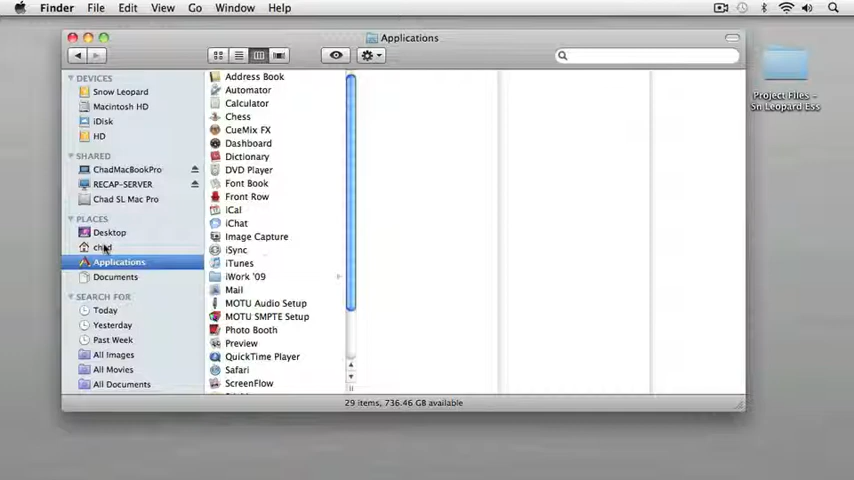 Finder File Edit View Go Window Help
Applications
DEVICES
Snow Leopard
Macintosh HD
iDisk
HD
SHARED
ChadMacBookPro
RECAP-SERVER
Chad SL Mac Pro
PLACES
Desktop
chad
Applications
Documents
SEARCH FOR
Today
Yesterday
Past Week
All Images
All Movies
All Documents
Address Book
Automator
Calculator
Chess
CueMix FX
Dashboard
Dictionary
DVD Player
Font Book
Front Row
iCal
iChat
Image Capture
iSync
iTunes
iWork '09
Mail
MOTU Audio Setup
MOTU SMPTE Setup
Photo Booth
Preview
QuickTime Player
Safari
ScreenFlow
29 items, 736.46 GB available
Project Files -
Sn Leopard Ess